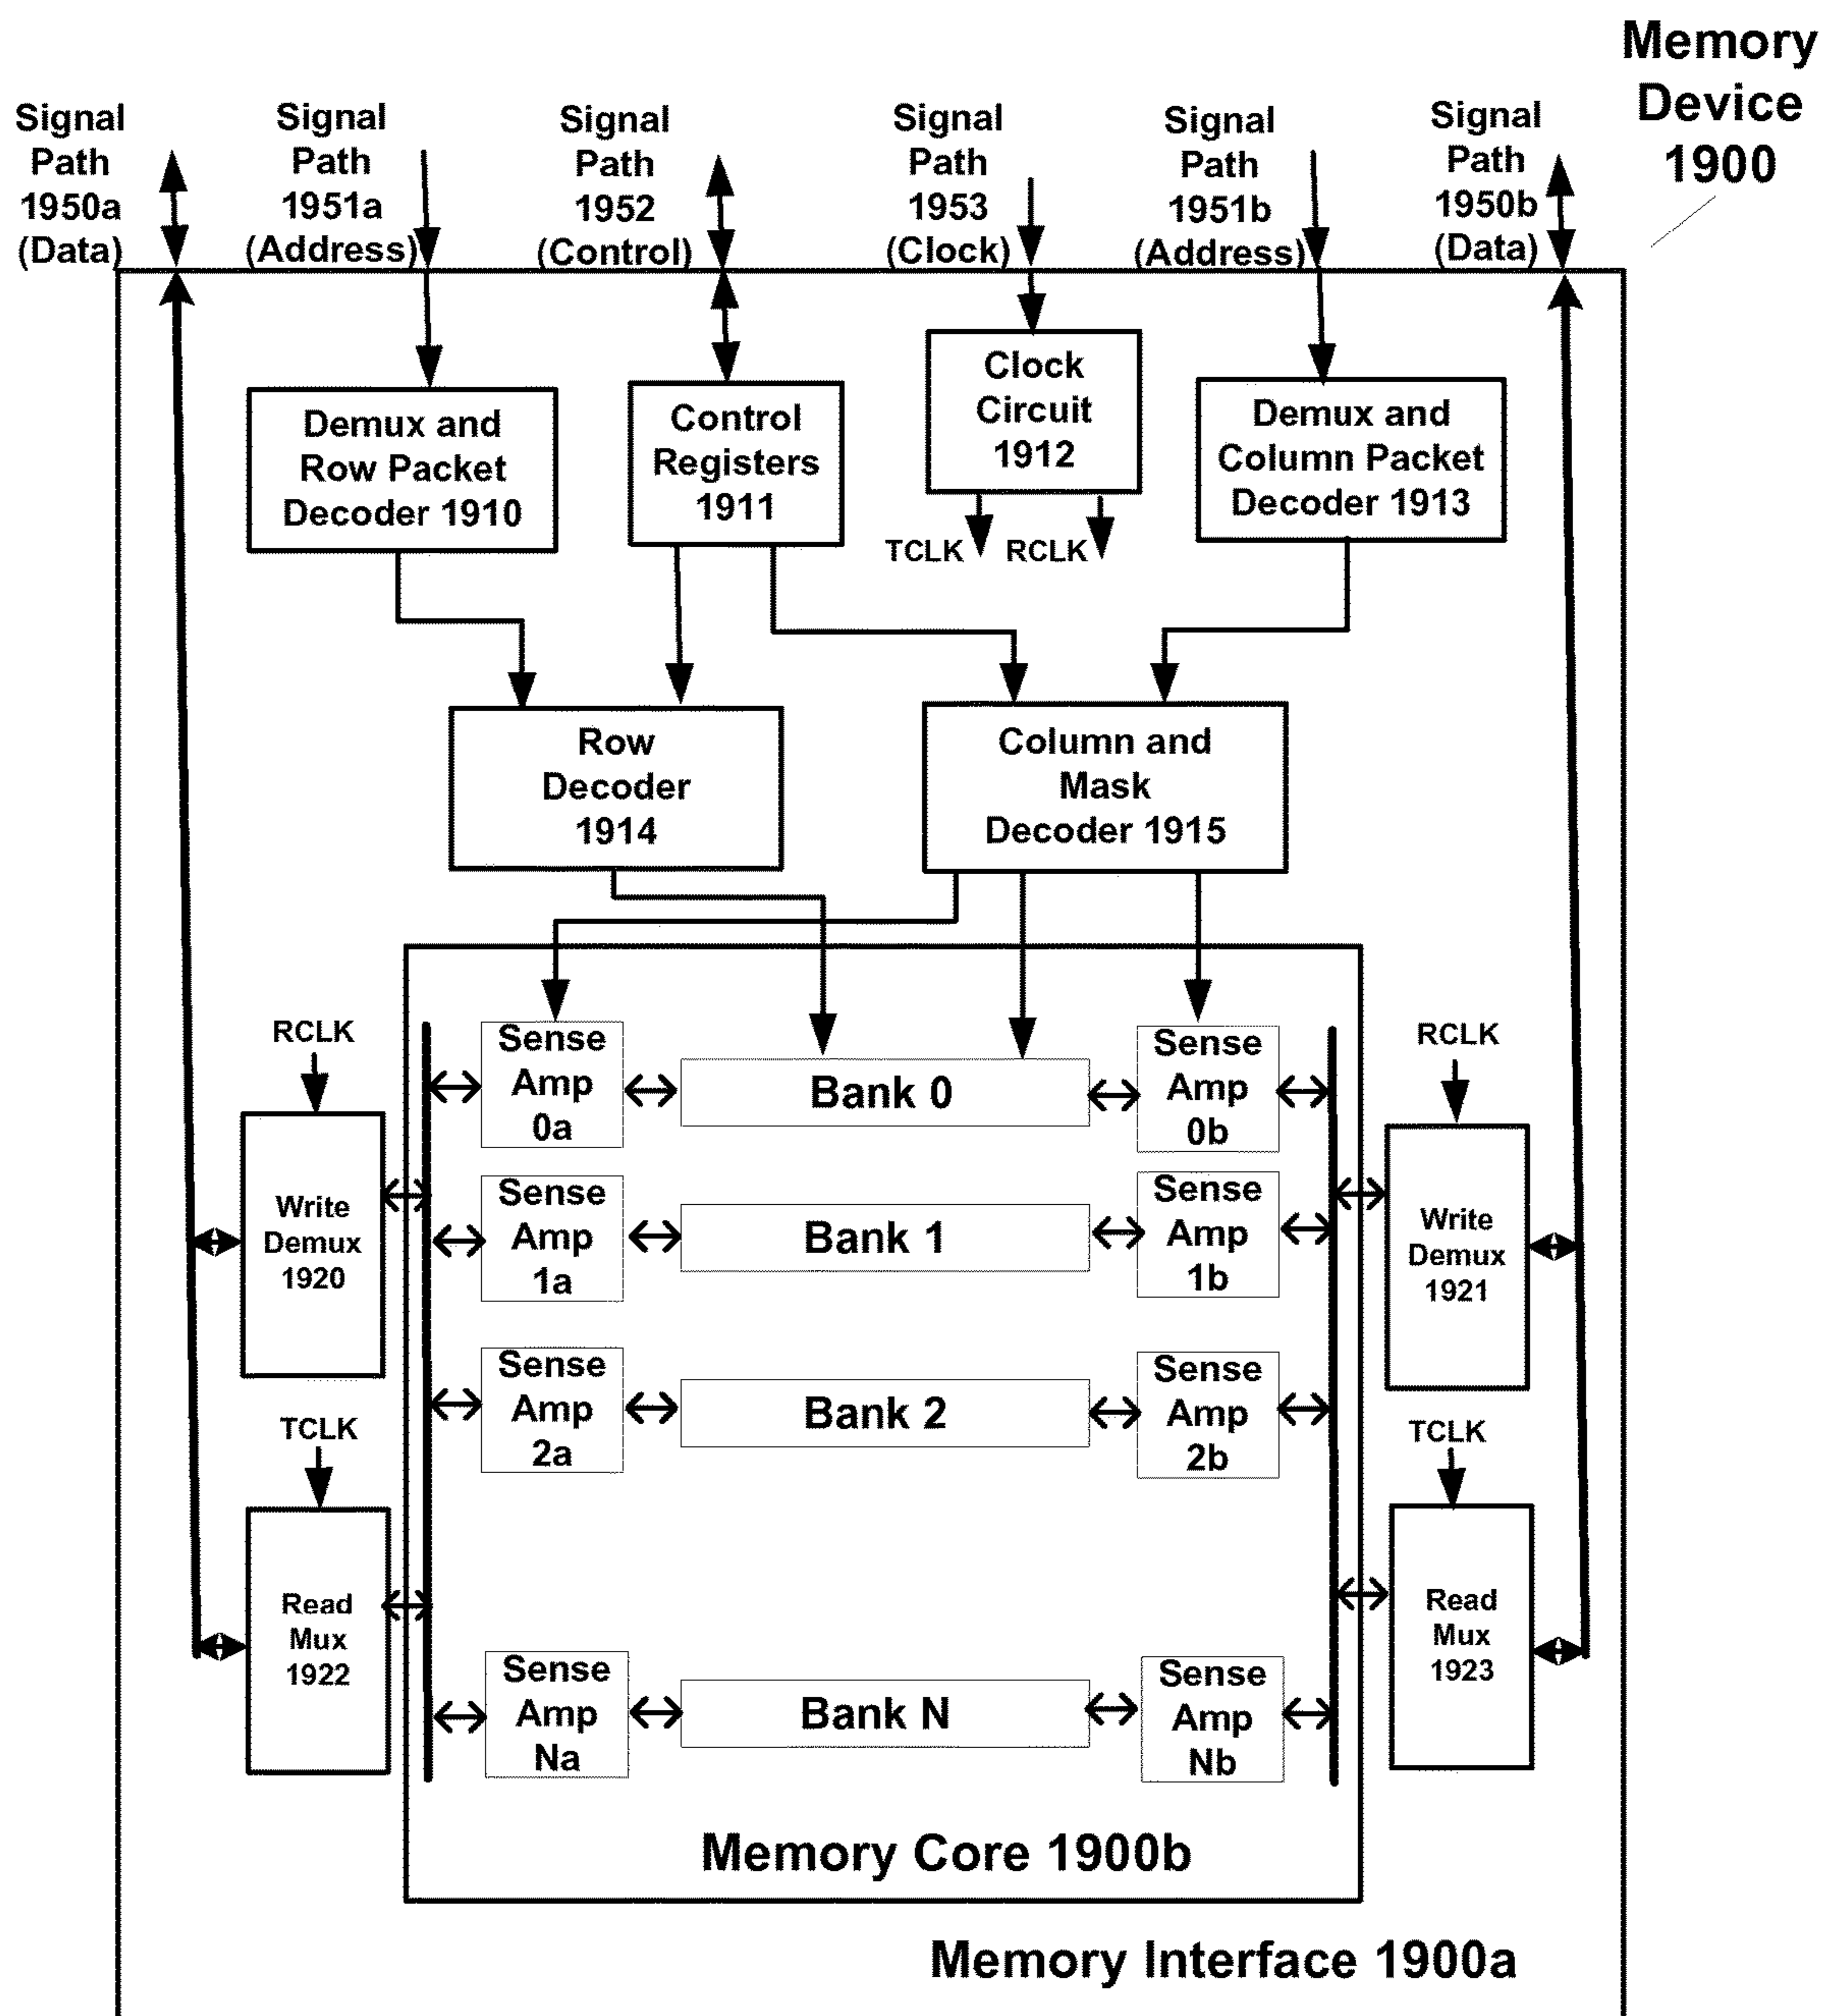 Memory
Device
1900
Signal
Path
1950a
(Data)
Signal
Path
1951a
(Address)
Signal
Path
1952
(Control)
Signal
Path
1953
(Clock)
Signal
Path
1951b
(Address)
Signal
Path
1950b
(Data)
Demux and
Row Packet
Decoder 1910
Control
Registers
1911
Clock
Circuit
1912
Demux and
Column Packet
Decoder 1913
TCLK
RCLK
Row
Decoder
1914
Column and
Mask
Decoder 1915
RCLK
Write
Demux
1920
TCLK
Read
Mux
1922
Sense
Amp
0a
Bank 0
Sense
Amp
0b
Sense
Amp
1a
Bank 1
Sense
Amp
1b
Sense
Amp
2a
Bank 2
Sense
Amp
2b
Sense
Amp
Na
Bank N
Sense
Amp
Nb
RCLK
Write
Demux
1921
TCLK
Read
Mux
1923
Memory Core 1900b
Memory Interface 1900a